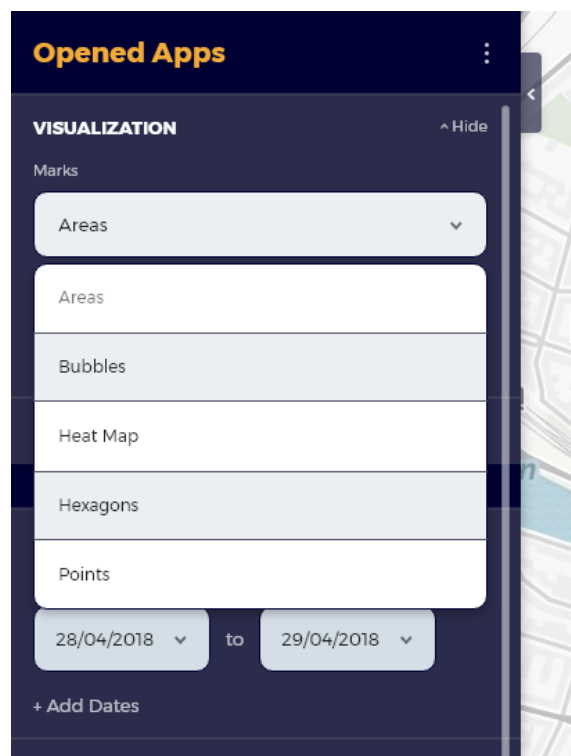 Opened Apps
VISUALIZATION
Hide
Marks
Areas
Areas
Bubbles
Heat Map
Hexagons
Points
28/04/2018 to 29/04/2018
+ Add Dates